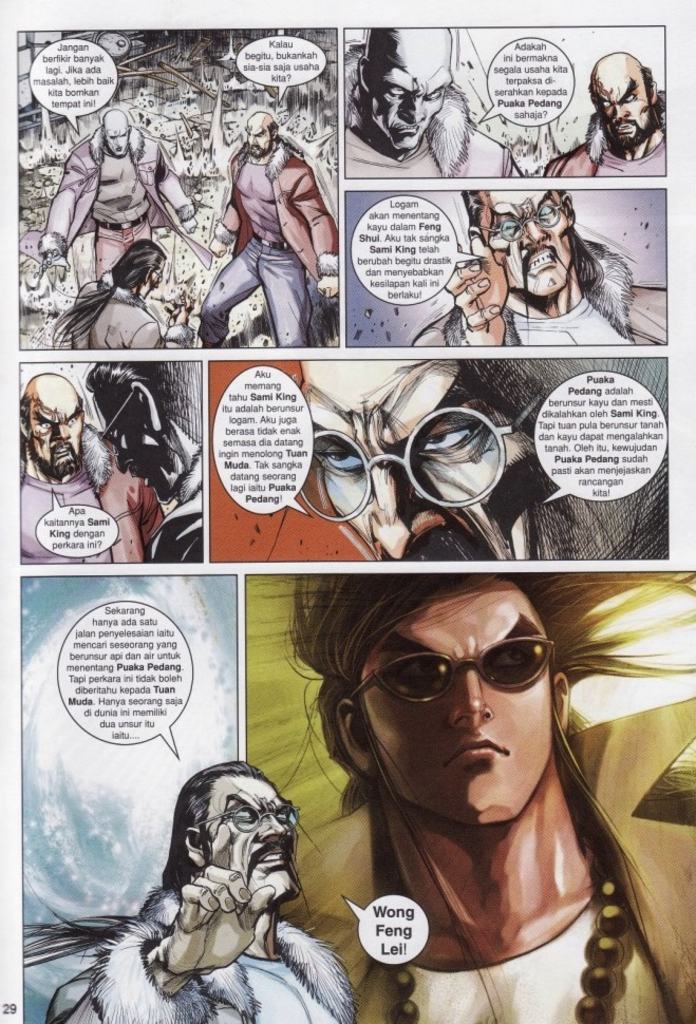 Jangan
berfikir banyak
lagi. Jika ada
masalah, lebih baik
kita bomkan
tempat ini!
Kalau
begitu, bukankah
sia-sia saja usaha
kita?
Adakah
ini bermakna
segala usaha kita
terpaksa di-
serahkan kepada
Puaka Pedang
sahaja?
Logam
akan menentang
kayu dalam Feng
Shui. Aku tak sangka
Sami King telah
berubah begitu drastik
dan menyebabkan
kesilapan kali ini
berlaku!
Apa
kaitannya Sami
King dengan
perkara ini?
Aku
memang
tahu Sami King
itu adalah berunsur
logam. Aku juga
berasa tidak enak
semasa dia datang
ingin menolong Tuan
Muda. Tak sangka
datang seorang
lagi iaitu Puaka
Pedang!
Puaka
Pedang adalah
berunsur kayu dan mesti
dikalahkan oleh Sami King.
Tapi tuan pula berunsur tanah
dan kayu dapat mengalahkan
tanah. Oleh itu, kewujudan
Puaka Pedang sudah
pasti akan menjejaskan
rancangan
kita!
Sekarang
hanya ada satu
jalan penyelesaian iaitu
mencari seseorang yang
berunsur api dan air untuk
menentang Puaka Pedang.
Tapi perkara ini tidak boleh
diberitahu kepada Tuan
Muda. Hanya seorang saja
di dunia ini memiliki
dua unsur itu
iaitu....
Wong
Feng
Lei!
29